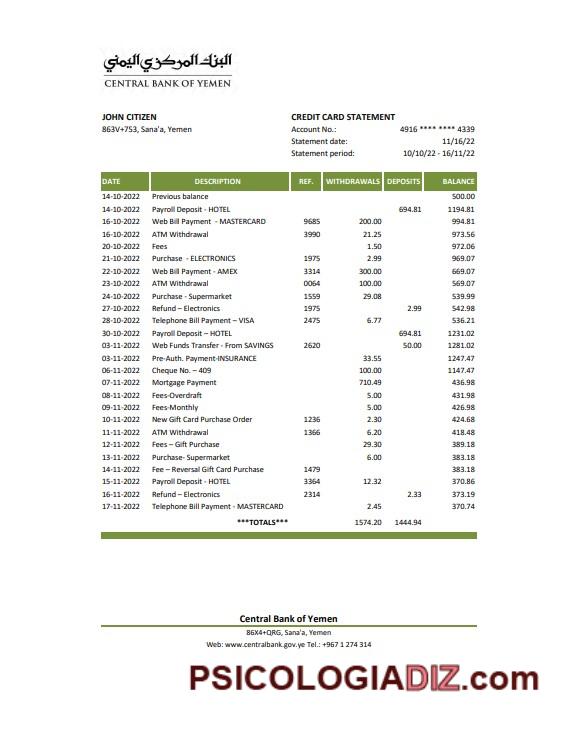 البنك المركزي اليمني
CENTRAL BANK OF YEMEN
JOHN CITIZEN
863V+753, Sana'a, Yemen
CREDIT CARD STATEMENT
Account No.: 4916 **** **** 4339
Statement date: 11/16/22
Statement period: 10/10/22 - 16/11/22
DATE DESCRIPTION REF. WITHDRAWALS DEPOSITS BALANCE
14-10-2022 Previous balance 500.00
14-10-2022 Payroll Deposit - HOTEL 694.81 1194.81
16-10-2022 Web Bill Payment - MASTERCARD 9685 200.00 994.81
16-10-2022 ATM Withdrawal 3990 21.25 973.56
20-10-2022 Fees 1.50 972.06
21-10-2022 Purchase - ELECTRONICS 1975 2.99 969.07
22-10-2022 Web Bill Payment - AMEX 3314 300.00 669.07
23-10-2022 ATM Withdrawal 0064 100.00 569.07
24-10-2022 Purchase - Supermarket 1559 29.08 539.99
27-10-2022 Refund – Electronics 1975 2.99 542.98
28-10-2022 Telephone Bill Payment – VISA 2475 6.77 536.21
30-10-2022 Payroll Deposit – HOTEL 694.81 1231.02
03-11-2022 Web Funds Transfer - From SAVINGS 2620 50.00 1281.02
03-11-2022 Pre-Auth. Payment-INSURANCE 33.55 1247.47
06-11-2022 Cheque No. – 409 100.00 1147.47
07-11-2022 Mortgage Payment 710.49 436.98
08-11-2022 Fees-Overdraft 5.00 431.98
09-11-2022 Fees-Monthly 5.00 426.98
10-11-2022 New Gift Card Purchase Order 1236 2.30 424.68
11-11-2022 ATM Withdrawal 1366 6.20 418.48
12-11-2022 Fees – Gift Purchase 29.30 389.18
13-11-2022 Purchase- Supermarket 6.00 383.18
14-11-2022 Fee – Reversal Gift Card Purchase 1479 383.18
15-11-2022 Payroll Deposit - HOTEL 3364 12.32 370.86
16-11-2022 Refund – Electronics 2314 2.33 373.19
17-11-2022 Telephone Bill Payment - MASTERCARD 2.45 370.74
***TOTALS*** 1574.20 1444.94
Central Bank of Yemen
86X4+QRG, Sana'a, Yemen
Web: www.centralbank.gov.ye Tel.: +967 1 274 314
PSICOLOGIADIZ.com